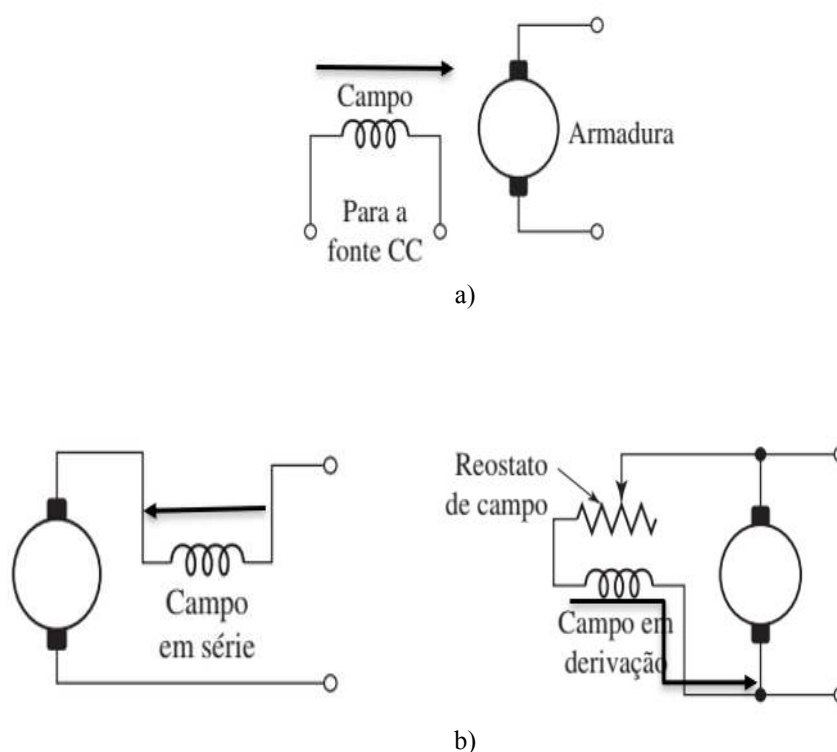 Campo
Armadura
Para a
fonte CC
a)
Reostato
de campo
Campo
em série
Campo em
derivação
b)